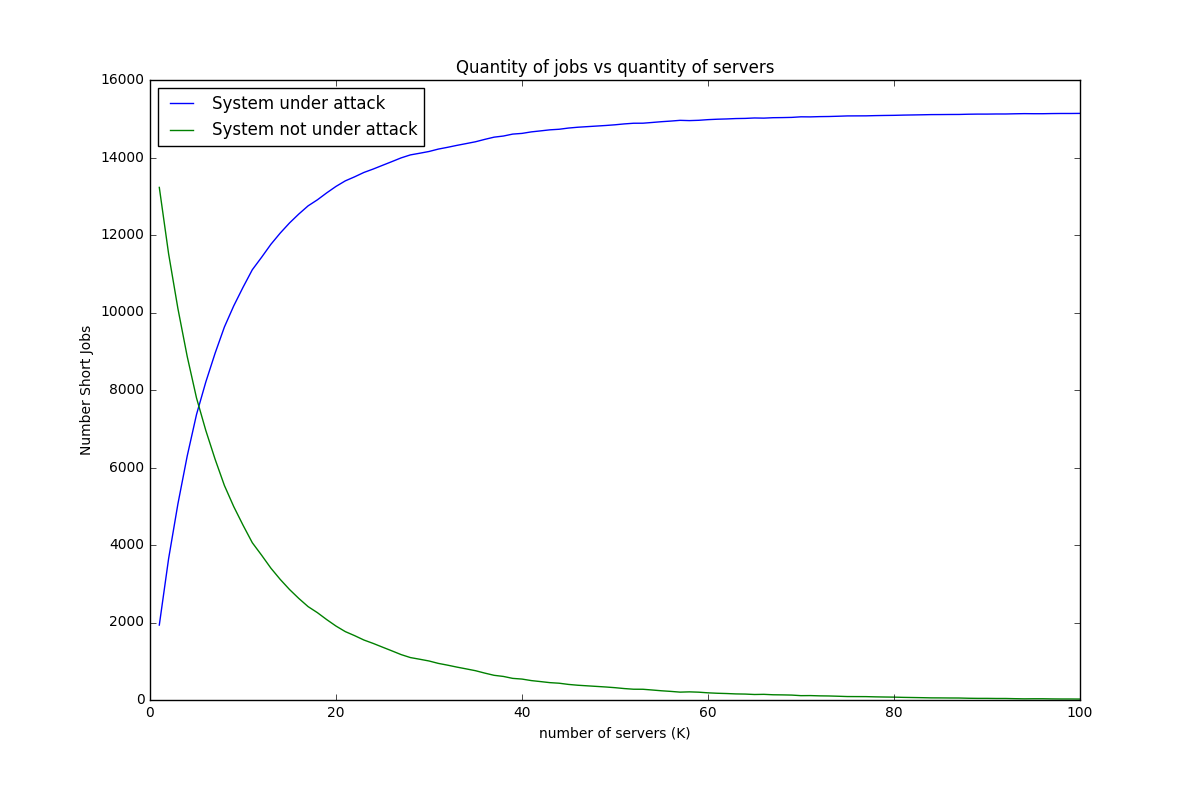 Quantity of jobs vs quantity of servers
System under attack
System not under attack
16000
14000
12000
10000
8000
6000
4000
2000
0
Number Short Jobs
0 20 40 60 80 100
number of servers (K)